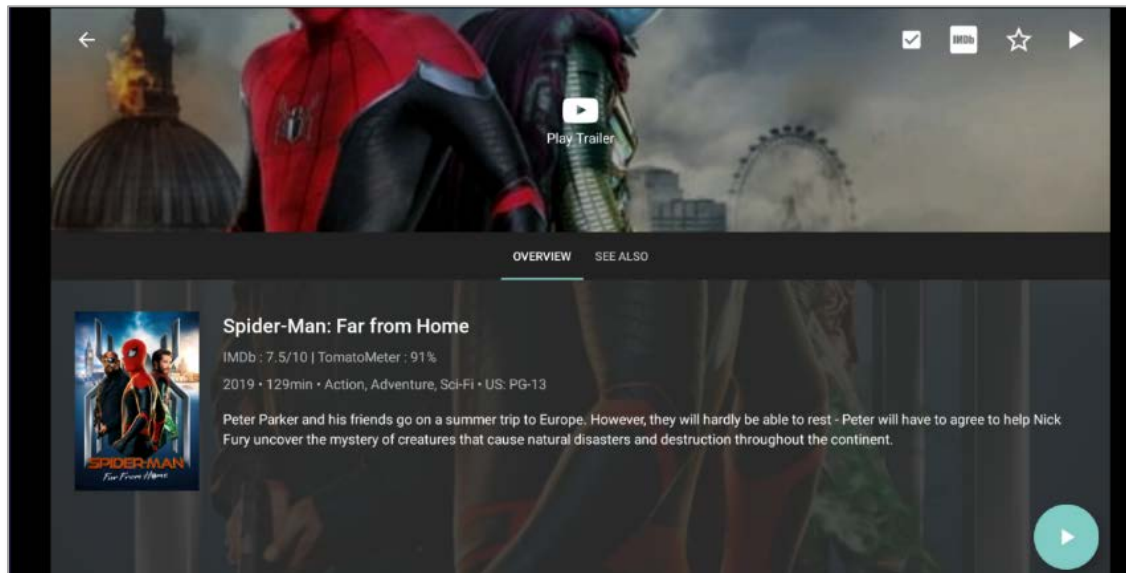 IMDb
Play Trailer
OVERVIEW SEE ALSO
Spider-Man: Far from Home
IMDb : 7.5/10 | TomatoMeter : 91%
2019 • 129min • Action, Adventure, Sci-Fi • US: PG-13
Peter Parker and his friends go on a summer trip to Europe. However, they will hardly be able to rest - Peter will have to agree to help Nick
Fury uncover the mystery of creatures that cause natural disasters and destruction throughout the continent.
SPIDER-MAN
Far From Home